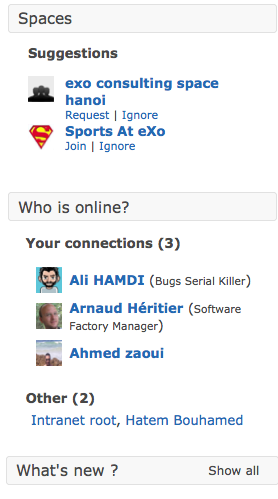 Spaces
Suggestions
exo consulting space
hanoi
Request | Ignore
Sports At eXo
Join | Ignore
Who is online?
Your connections (3)
Ali HAMDI (Bugs Serial Killer)
Arnaud Héritier (Software
Factory Manager)
Ahmed zaoui
Other (2)
Intranet root, Hatem Bouhamed
What's new ? Show all